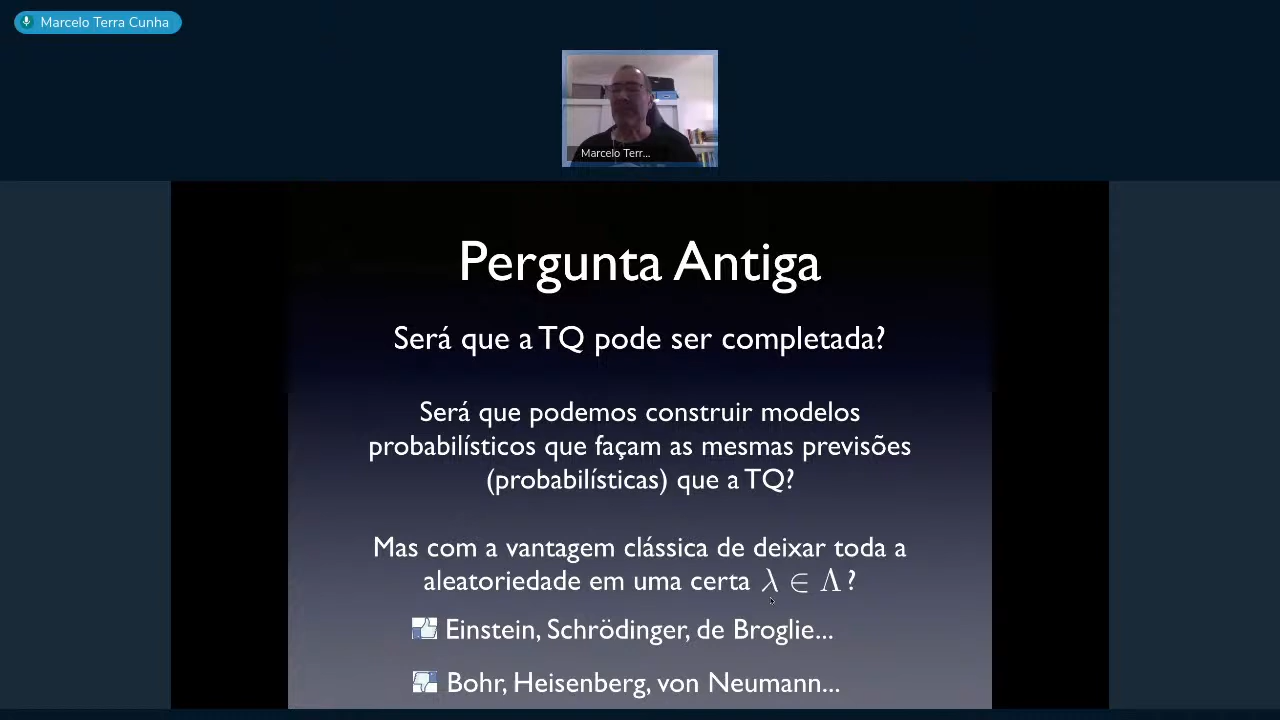 Marcelo Terra Cunha
Marcelo Terr...
Pergunta Antiga
Será que a TQ pode ser completada?
Será que podemos construir modelos
probabilísticos que façam as mesmas previsões
(probabilísticas) que a TQ?
Mas com a vantagem clássica de deixar toda a
aleatoriedade em uma certa λ ∈ Λ ?
Einstein, Schrödinger, de Broglie...
Bohr, Heisenberg, von Neumann...